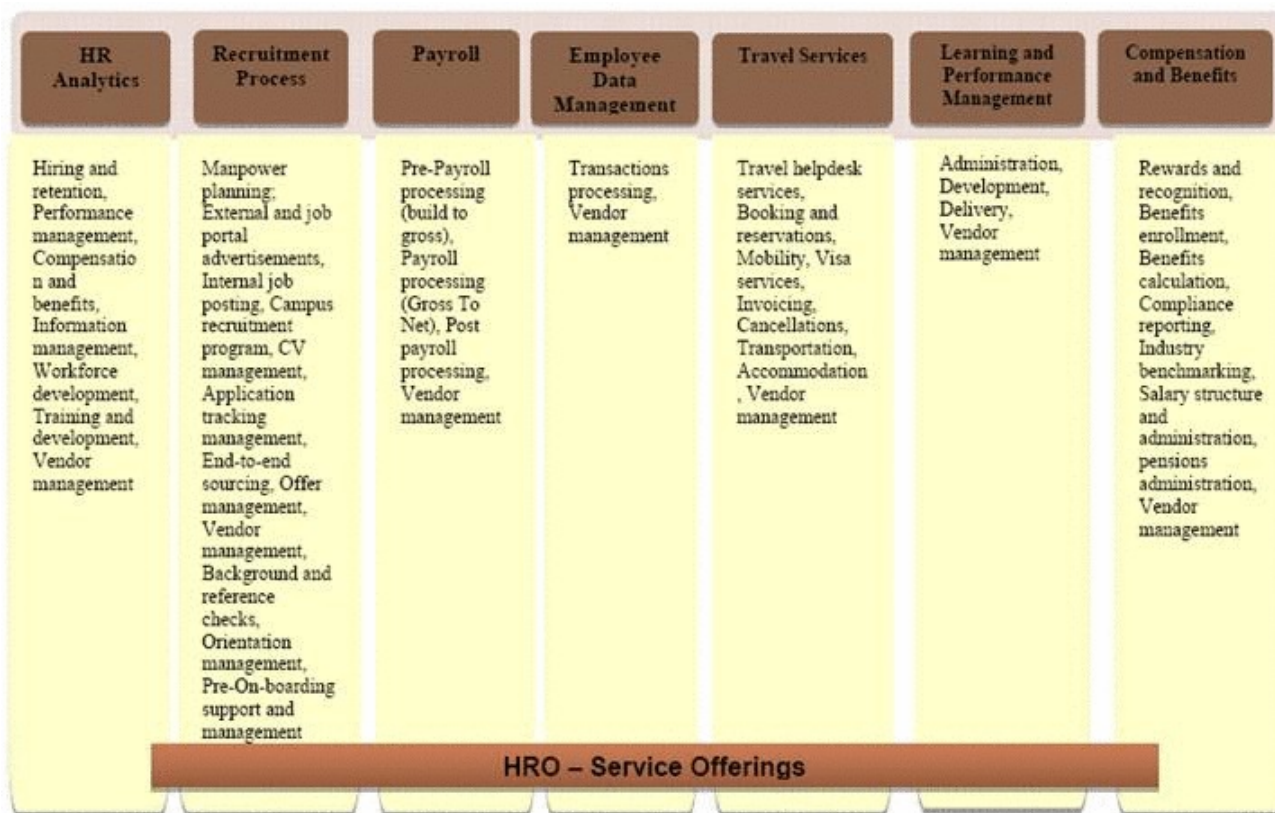 HR
Analytics
Recruitment
Process
Payroll
Employee
Data
Management
Travel Services
Learning and
Performance
Management
Compensation
and Benefits
Hiring and
retention,
Performance
management,
Compensatio
n and
benefits,
Information
management,
Workforce
development,
Training and
development,
Vendor
management
Manpower
planning;
External and job
portal
advertisements,
Internal job
posting, Campus
recruitment
program, CV
management,
Application
tracking
management,
End-to-end
sourcing, Offer
management,
Vendor
management,
Background and
reference
checks,
Orientation
management,
Pre-On-boarding
support and
management
Pre-Payroll
processing
(build to
gross),
Payroll
processing
(Gross To
Net), Post
payroll
processing,
Vendor
management
Transactions
processing,
Vendor
management
Travel helpdesk
services,
Booking and
reservations,
Mobility, Visa
services,
Invoicing,
Cancellations,
Transportation,
Accommodation
, Vendor
management
Administration,
Development,
Delivery,
Vendor
management
Rewards and
recognition,
Benefits
enrollment,
Benefits
calculation,
Compliance
reporting,
Industry
benchmarking,
Salary structure
and
administration,
pensions
administration,
Vendor
management
HRO – Service Offerings